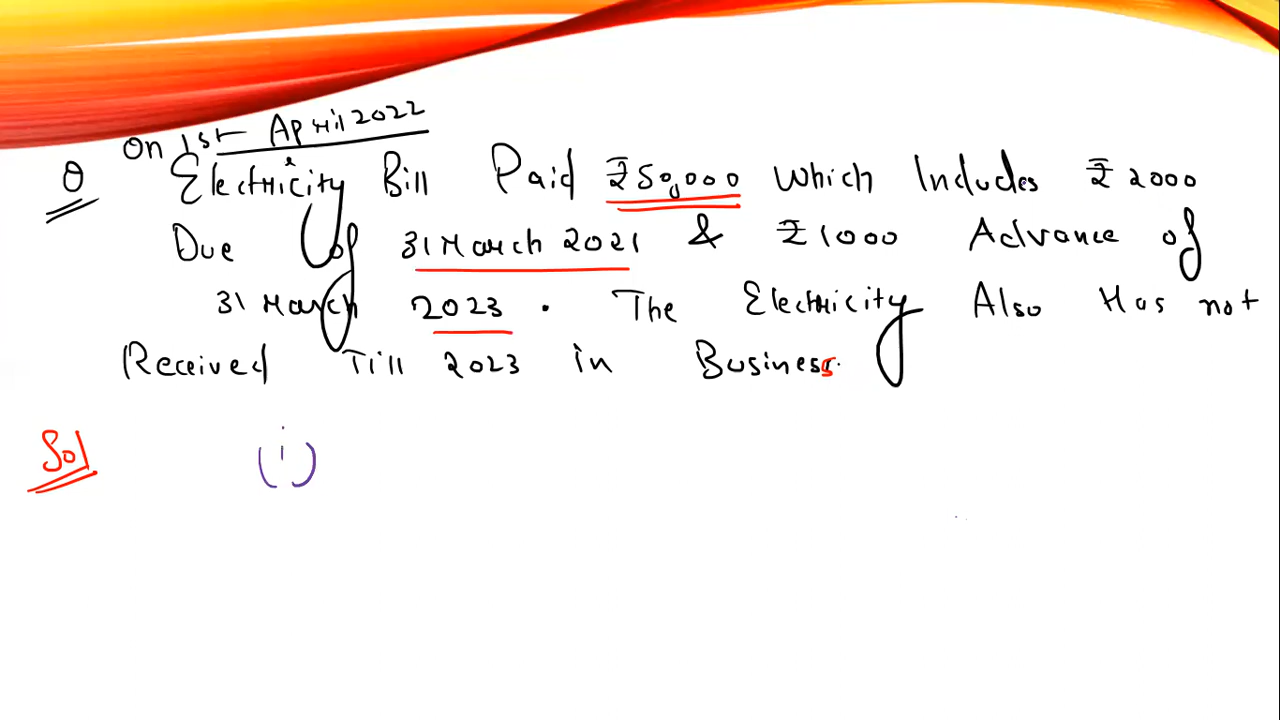 On 1st April 2022
Q Electricity Bill Paid ₹50,000 Which Includes ₹2000
Due of 31 March 2021 & ₹1000 Advance of
31 March 2023. The Electricity Also Has not
Received Till 2023 in Business.
Sol (i)